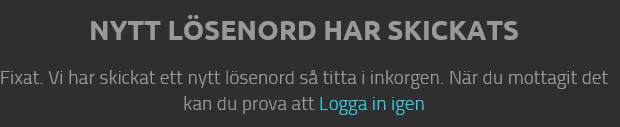 NYTT LÖSENORD HAR SKICKATS
Fixat. Vi har skickat ett nytt lösenord så titta i inkorgen. När du mottagit det
kan du prova att Logga in igen